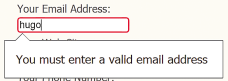 Your Email Address:
hugo
You must enter a valid email address
Your Phone Number: